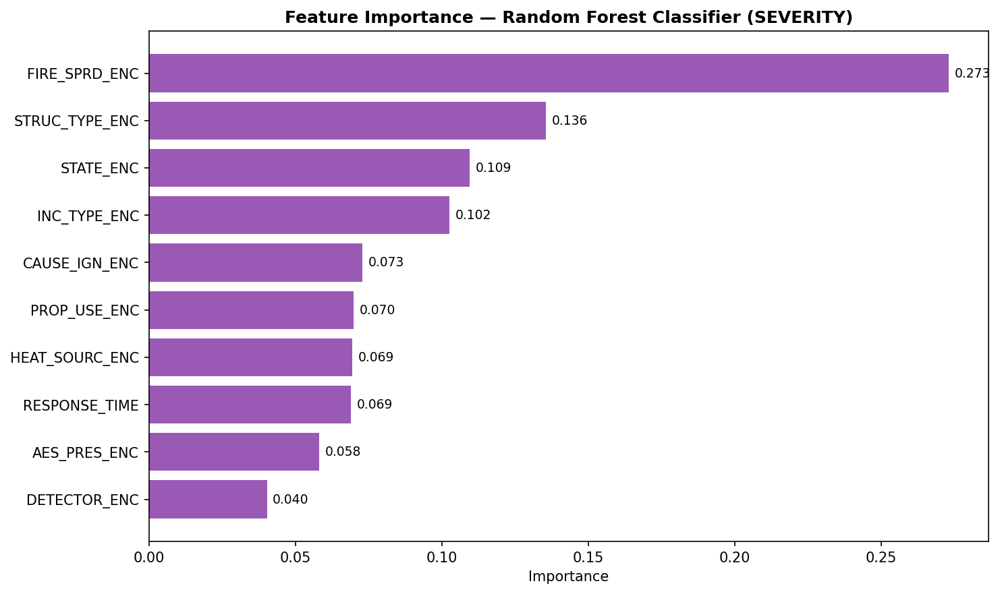 Feature Importance — Random Forest Classifier (SEVERITY)
FIRE_SPRD_ENC 0.273
STRUC_TYPE_ENC 0.136
STATE_ENC 0.109
INC_TYPE_ENC 0.102
CAUSE_IGN_ENC 0.073
PROP_USE_ENC 0.070
HEAT_SOURC_ENC 0.069
RESPONSE_TIME 0.069
AES_PRES_ENC 0.058
DETECTOR_ENC 0.040
0.00 0.05 0.10 0.15 0.20 0.25
Importance